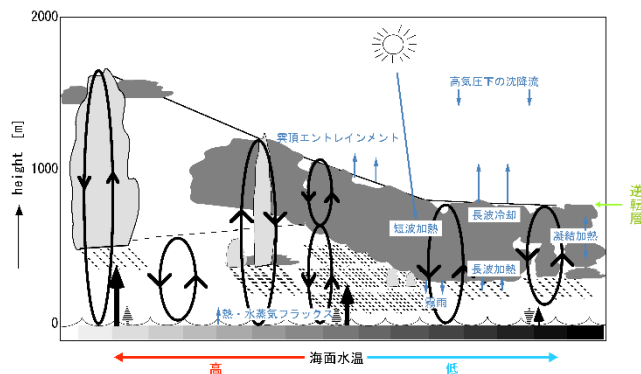 2000
高気圧下の沈降流
雲頂エントレインメント
1000
height [m]
逆転層
短波加熱
長波冷却
凝結加熱
長波加熱
霧雨
熱・水蒸気フラックス
0
海面水温
高
低